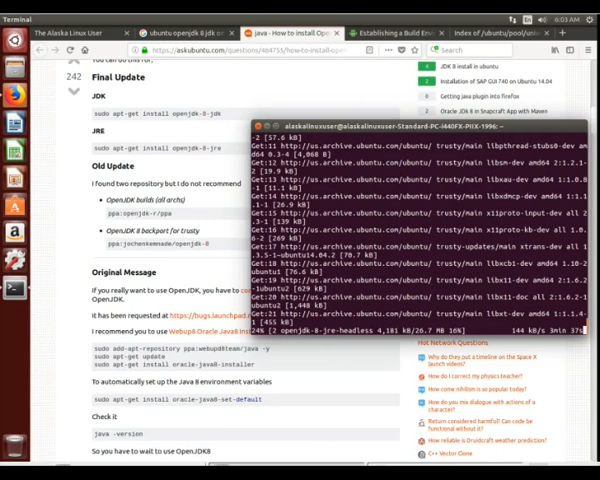 Terminal
En
6:03 AM
The Alaska Linux User
ubuntu openjdk 8 jdk o
java - How to install Ope
Establishing a Build Env
Index of /ubuntu/pool/un
https://askubuntu.com/questions/464755/how-to-install-open
Search
You can do this for,
242
Final Update
JDK
sudo apt-get install openjdk-8-jdk
JRE
sudo apt-get install openjdk-8-jre
Old Update
I found two repository but I do not recommend
OpenJDK builds (all archs)
ppa:openjdk-r/ppa
OpenJDK 8 backport for trusty
ppa:jochenkemnade/openjdk-8
Original Message
If you really want to use OpenJDK, you have to
OpenJDK.
It has been requested at https://bugs.launchpad.
I recommend you to use Webupd8 Oracle Java8 Inst
sudo add-apt-repository ppa:webupd8team/java -y
sudo apt-get update
sudo apt-get install oracle-java8-installer
To automatically set up the Java 8 environment variables
sudo apt-get install oracle-java8-set-default
Check it
java -version
So you have to wait to use OpenJDK8
4 JDK 8 install in ubuntu
2 Installation of SAP GUI 740 on Ubuntu 14.04
0 Getting java plugin into firefox
2 Oracle JDK 8 in Snapcraft App with Maven
alaskalinuxuser@alaskalinuxuser-Standard-PC-i440FX-PIIX-1996: ~
-2 [57.6 kB]
Get:11 http://us.archive.ubuntu.com/ubuntu/ trusty/main libpthread-stubs0-dev am
d64 0.3-4 [4,068 B]
Get:12 http://us.archive.ubuntu.com/ubuntu/ trusty/main libsm-dev amd64 2:1.2.1-
2 [19.9 kB]
Get:13 http://us.archive.ubuntu.com/ubuntu/ trusty/main libxau-dev amd64 1:1.0.8
-1 [11.1 kB]
Get:14 http://us.archive.ubuntu.com/ubuntu/ trusty/main libxdmcp-dev amd64 1:1.1
.1-1 [26.9 kB]
Get:15 http://us.archive.ubuntu.com/ubuntu/ trusty/main x11proto-input-dev all 2
.3-1 [139 kB]
Get:16 http://us.archive.ubuntu.com/ubuntu/ trusty/main x11proto-kb-dev all 1.0.
6-2 [269 kB]
Get:17 http://us.archive.ubuntu.com/ubuntu/ trusty-updates/main xtrans-dev all 1
.3.5-1~ubuntu14.04.2 [70.7 kB]
Get:18 http://us.archive.ubuntu.com/ubuntu/ trusty/main libxcb1-dev amd64 1.10-2
ubuntu1 [76.6 kB]
Get:19 http://us.archive.ubuntu.com/ubuntu/ trusty/main libx11-dev amd64 2:1.6.2
-1ubuntu2 [629 kB]
Get:20 http://us.archive.ubuntu.com/ubuntu/ trusty/main libx11-doc all 2:1.6.2-1
ubuntu2 [1,448 kB]
Get:21 http://us.archive.ubuntu.com/ubuntu/ trusty/main libxt-dev amd64 1:1.1.4-
1 [455 kB]
24% [2 openjdk-8-jre-headless 4,181 kB/26.7 MB 16%] 144 kB/s 3min 37s
Hot Network Questions
Why do they put a timeline on the Space X
launch videos?
How do I correct my physics teacher?
How come nihilism is so popular today?
How do you mix dialogue with actions of a
character?
Return considered harmful? Can code be
functional without it?
How reliable is Druidcraft weather prediction?
C++ Vector Clone